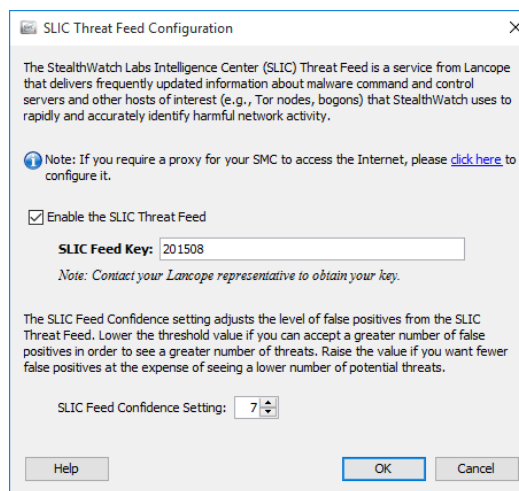 SLIC Threat Feed Configuration
The StealthWatch Labs Intelligence Center (SLIC) Threat Feed is a service from Lancope
that delivers frequently updated information about malware command and control
servers and other hosts of interest (e.g., Tor nodes, bogons) that StealthWatch uses to
rapidly and accurately identify harmful network activity.
Note: If you require a proxy for your SMC to access the Internet, please click here to
configure it.
Enable the SLIC Threat Feed
SLIC Feed Key: 201508
Note: Contact your Lancope representative to obtain your key.
The SLIC Feed Confidence setting adjusts the level of false positives from the SLIC
Threat Feed. Lower the threshold value if you can accept a greater number of false
positives in order to see a greater number of threats. Raise the value if you want fewer
false positives at the expense of seeing a lower number of potential threats.
SLIC Feed Confidence Setting: 7
Help OK Cancel